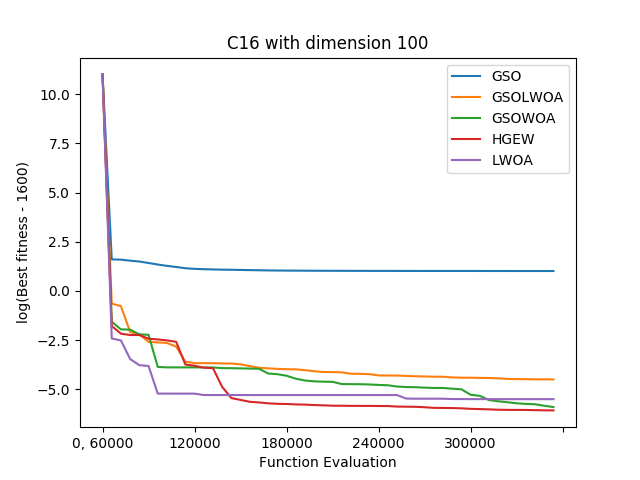 C16 with dimension 100
GSO
GSOLWOA
GSOWOA
HGEW
LWOA
log(Best fitness - 1600)
10.0
7.5
5.0
2.5
0.0
−2.5
−5.0
0, 60000 120000 180000 240000 300000
Function Evaluation